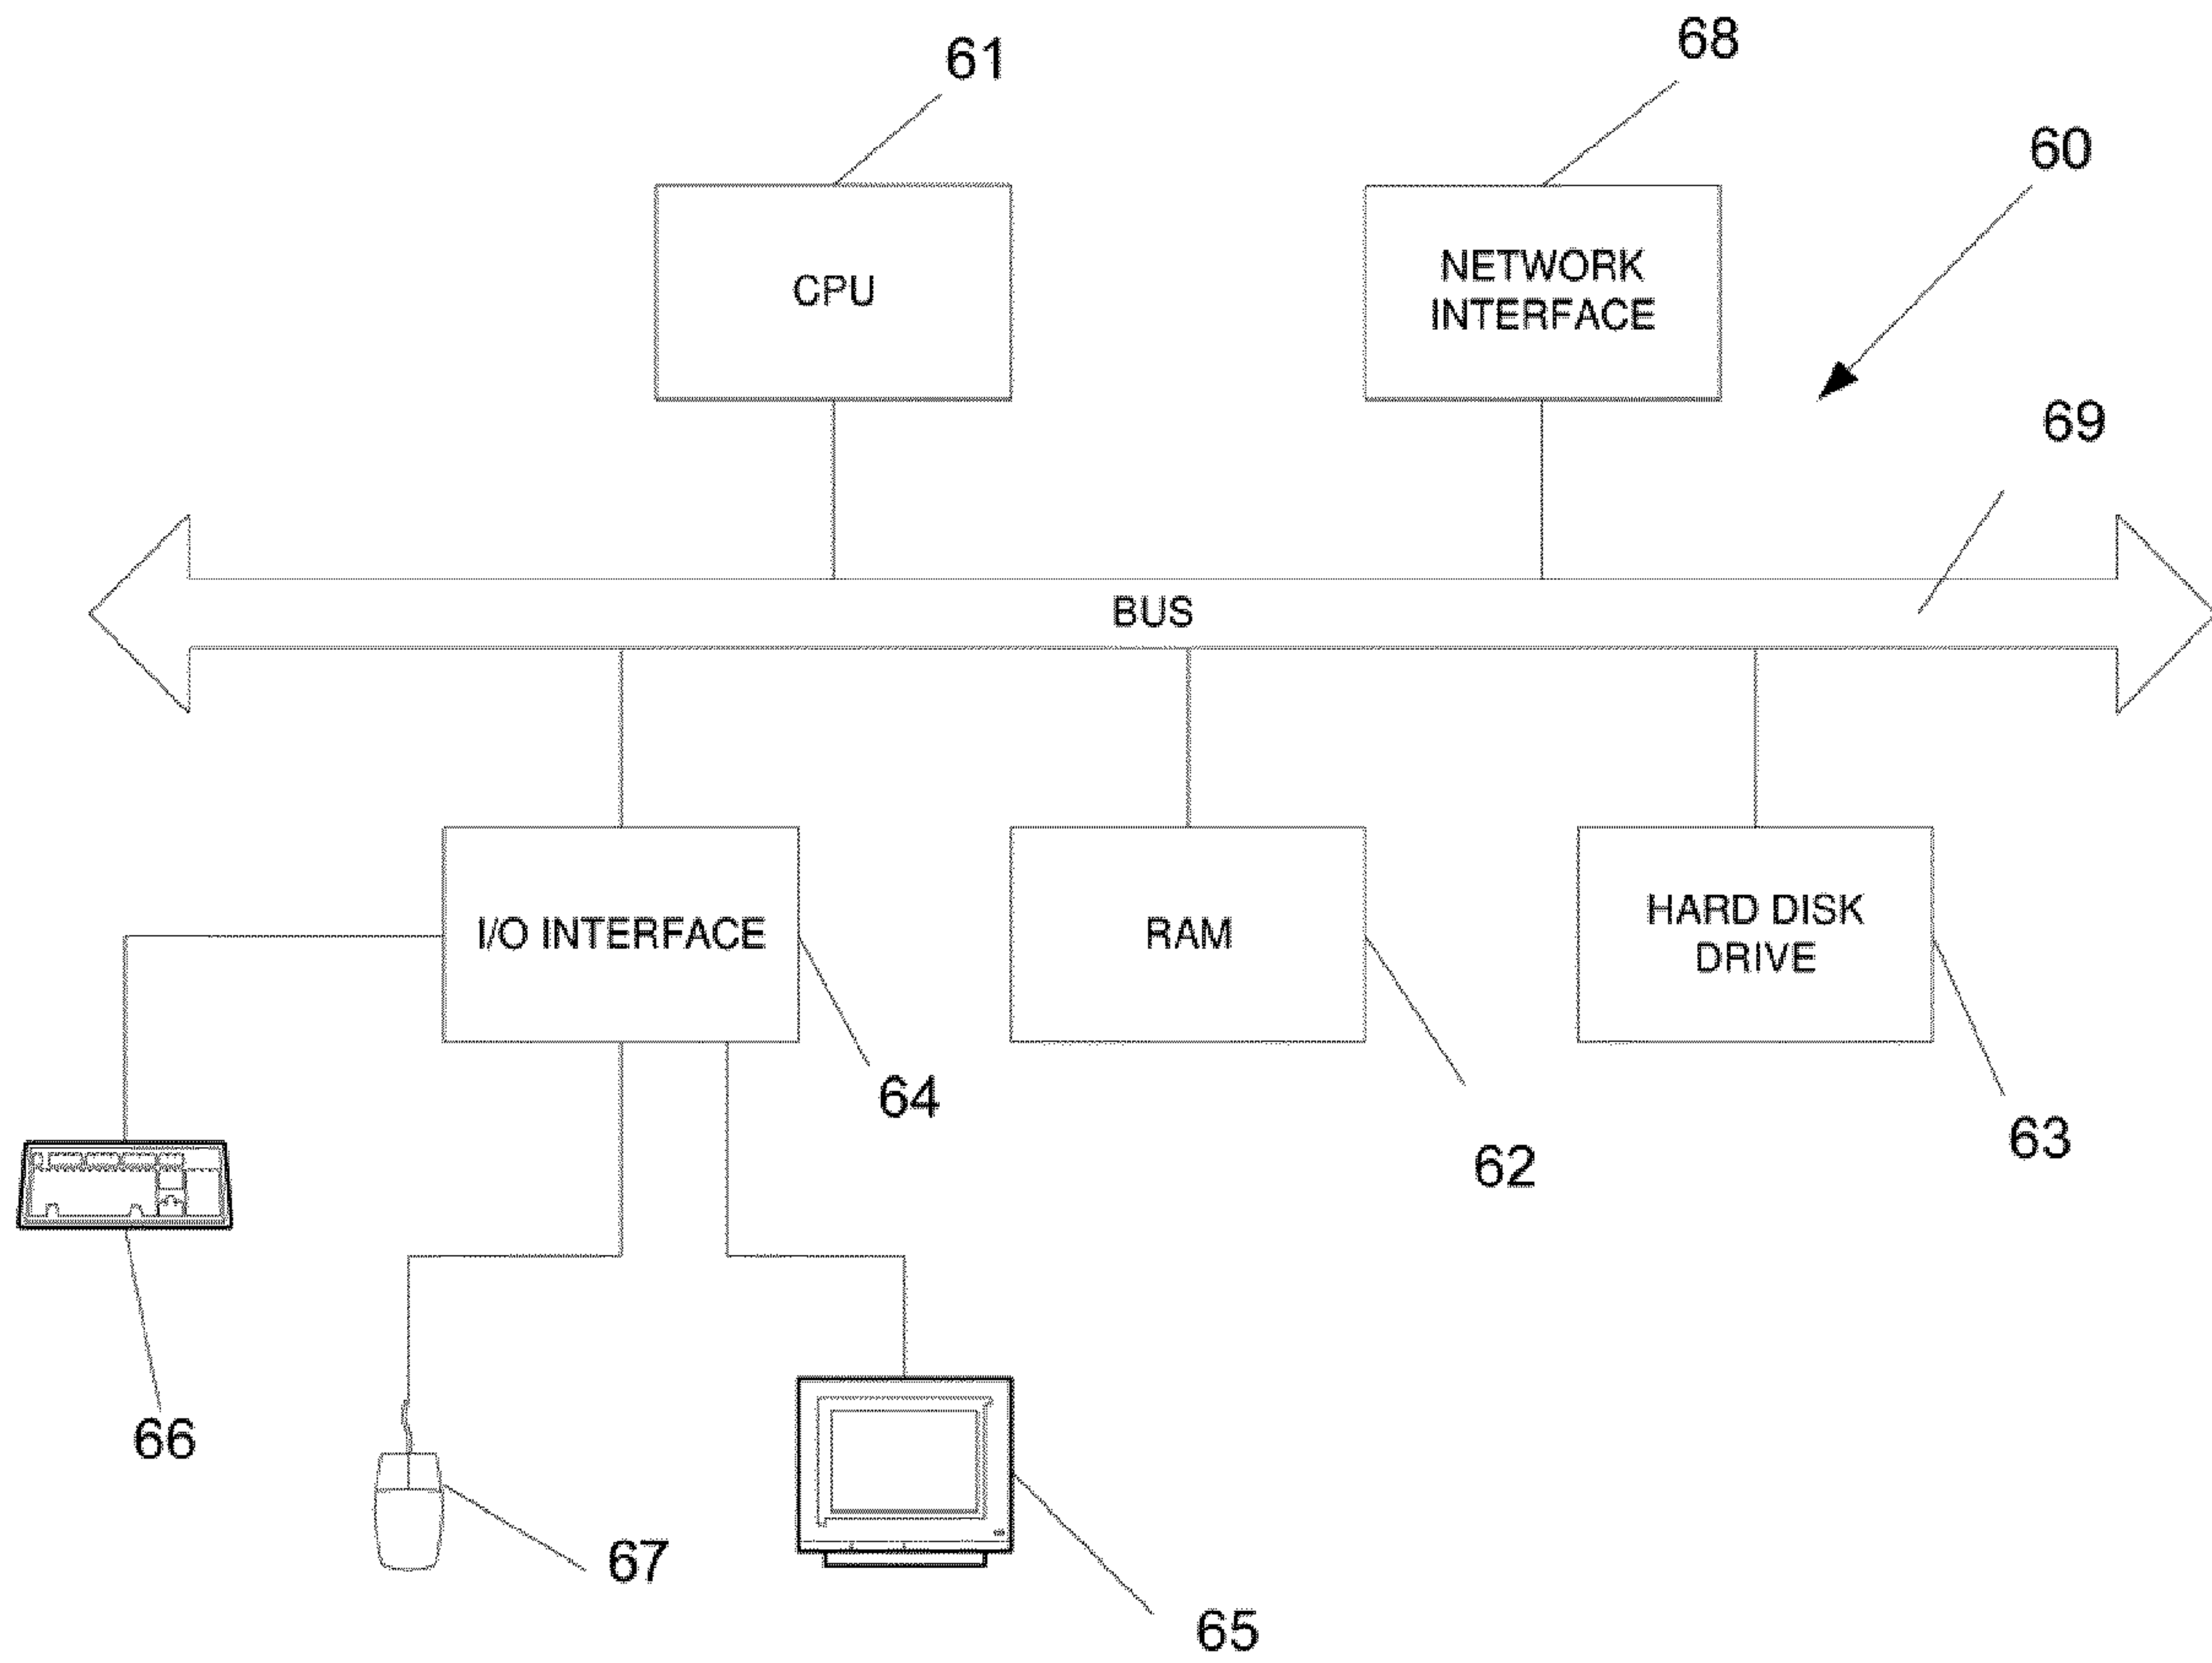 61
68
60
CPU
NETWORK
INTERFACE
69
BUS
I/O INTERFACE
RAM
HARD DISK
DRIVE
64
62
63
66
67
65